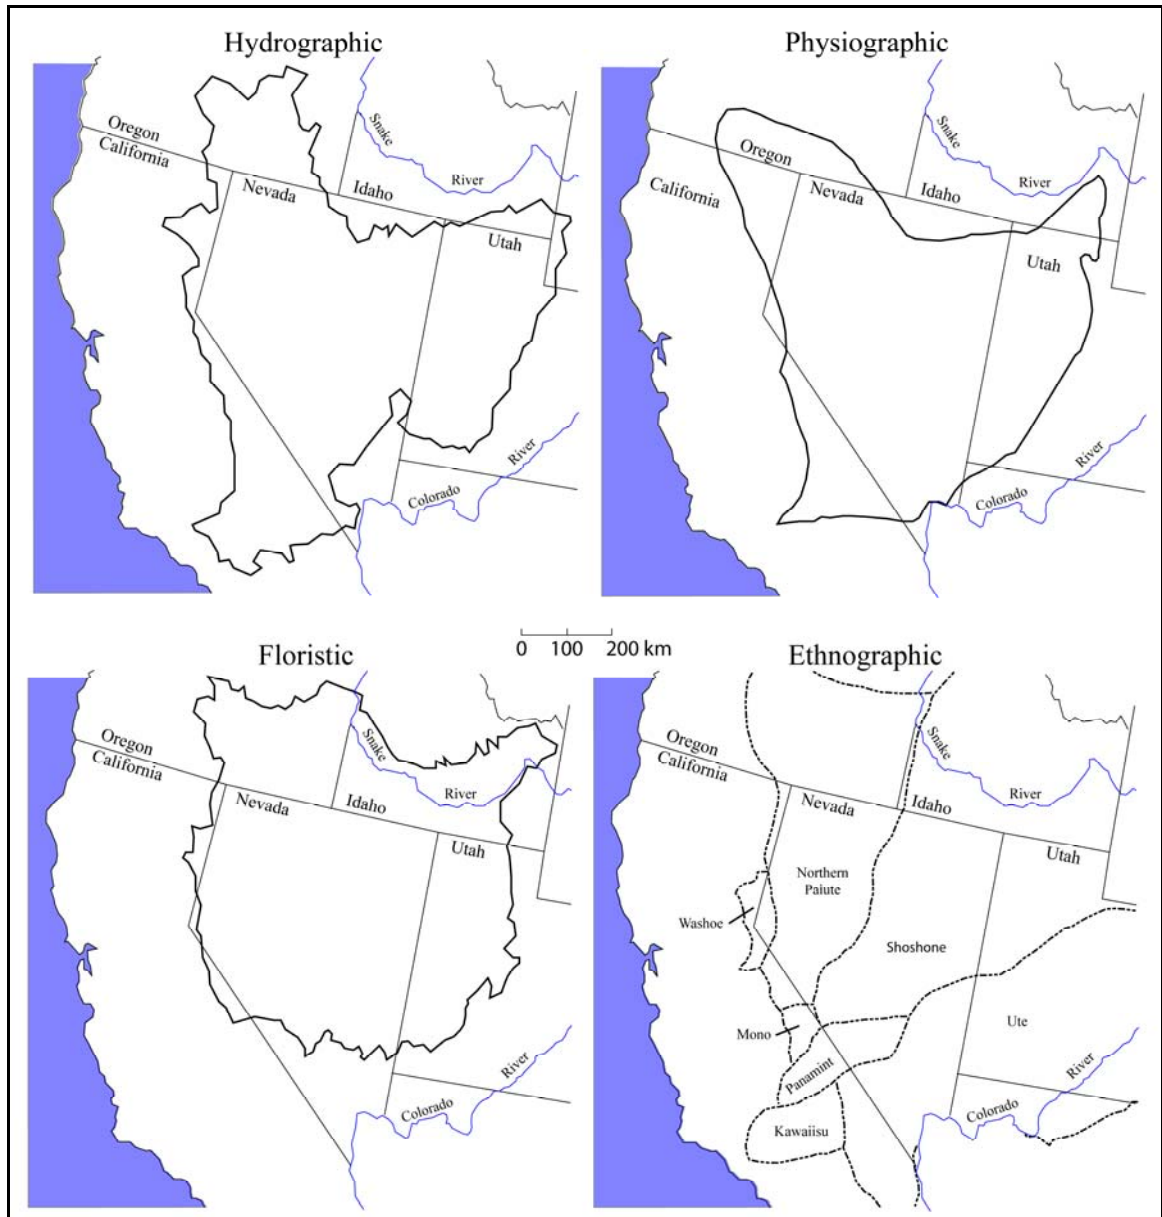 Hydrographic
Oregon
California
Nevada
Idaho
Snake
River
Utah
River
Colorado
Physiographic
Oregon
California
Nevada
Idaho
Snake
River
Utah
River
Colorado
0 100 200 km
Floristic
Oregon
California
Nevada
Idaho
Snake
River
Utah
River
Colorado
Ethnographic
Oregon
California
Nevada
Idaho
Snake
River
Utah
Northern
Paiute
Washoe
Shoshone
Mono
Ute
Panamint
Kawaiisu
River
Colorado